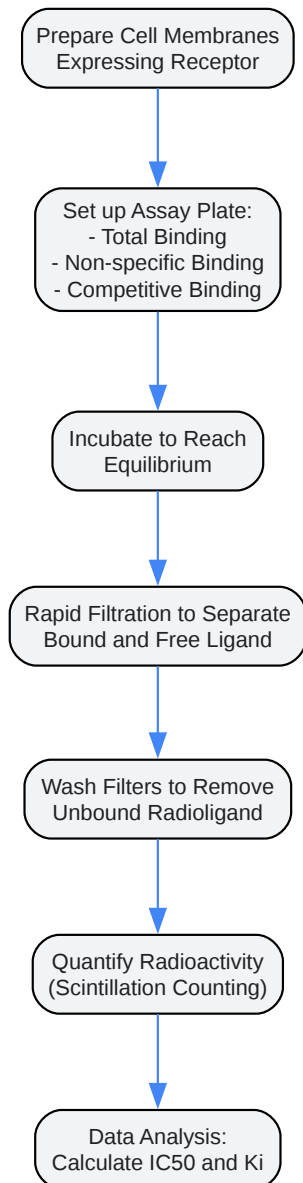 Prepare Cell Membranes
Expressing Receptor
Set up Assay Plate:
- Total Binding
- Non-specific Binding
- Competitive Binding
Incubate to Reach
Equilibrium
Rapid Filtration to Separate
Bound and Free Ligand
Wash Filters to Remove
Unbound Radioligand
Quantify Radioactivity
(Scintillation Counting)
Data Analysis:
Calculate IC50 and Ki